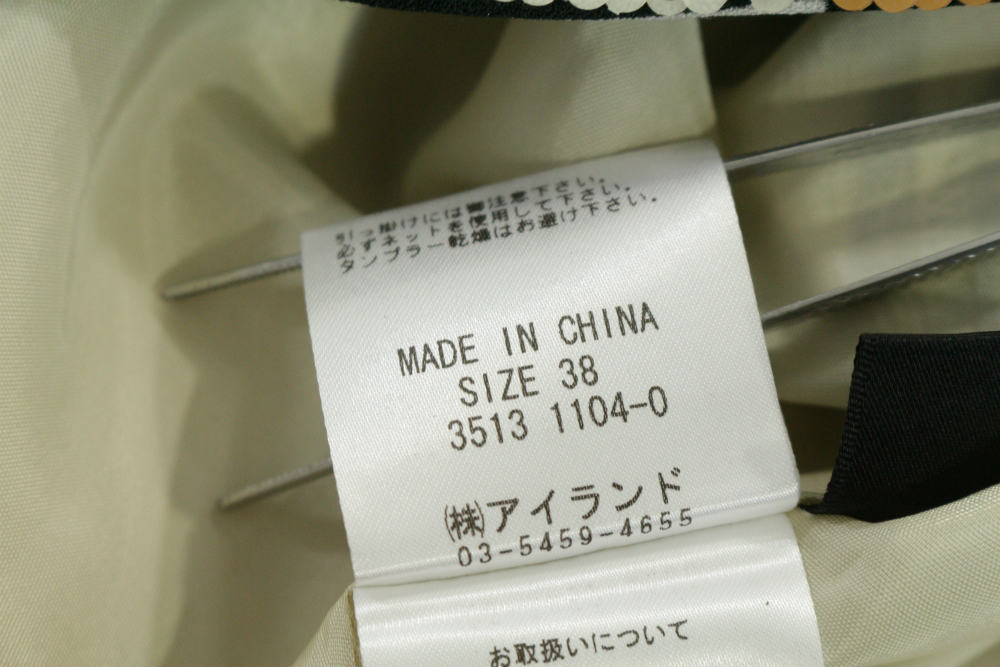 引っ掛けには御注意下さい。
必ずネットを使用して下さい。
タンブラー乾燥はお避け下さい。
MADE IN CHINA
SIZE 38
3513 1104-0
㈱アイランド
03-5459-4655
お取扱いについて